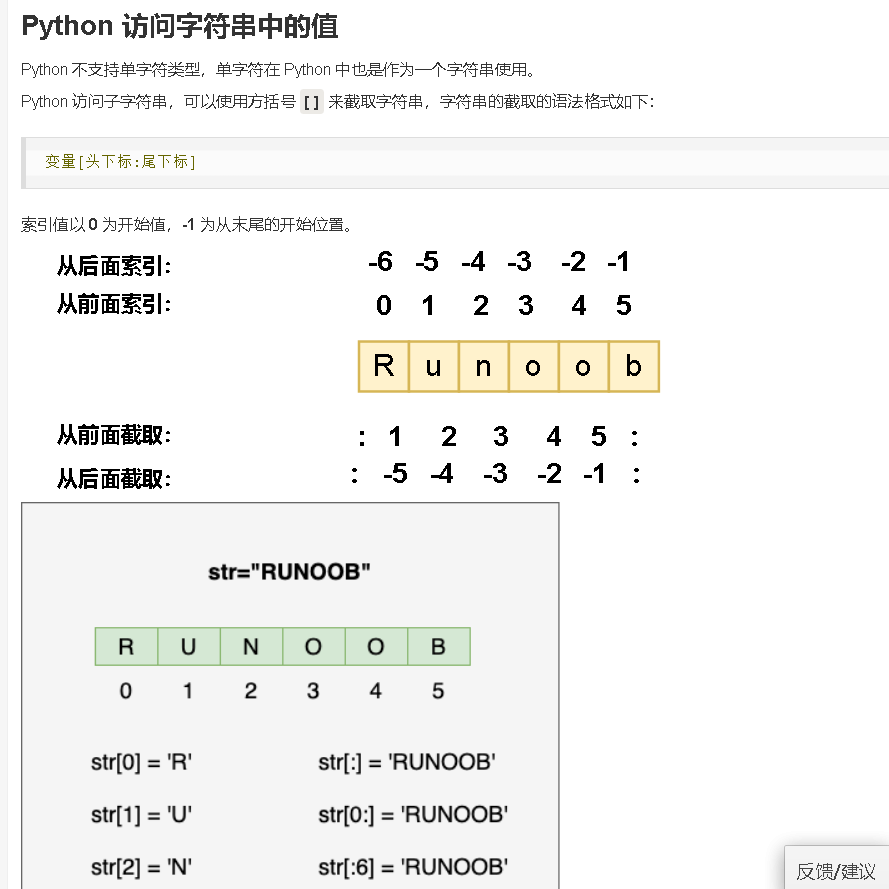 Python 访问字符串中的值
Python 不支持单字符类型，单字符在 Python 中也是作为一个字符串使用。
Python 访问子字符串，可以使用方括号 [] 来截取字符串，字符串的截取的语法格式如下：
变量[头下标:尾下标]
索引值以 0 为开始值，-1 为从末尾的开始位置。
从后面索引： -6 -5 -4 -3 -2 -1
从前面索引： 0 1 2 3 4 5
R u n o o b
从前面截取： : 1 2 3 4 5 :
从后面截取： : -5 -4 -3 -2 -1 :
str="RUNOOB"
R U N O O B
0 1 2 3 4 5
str[0] = 'R' str[:] = 'RUNOOB'
str[1] = 'U' str[0:] = 'RUNOOB'
str[2] = 'N' str[:6] = 'RUNOOB'
反馈/建议